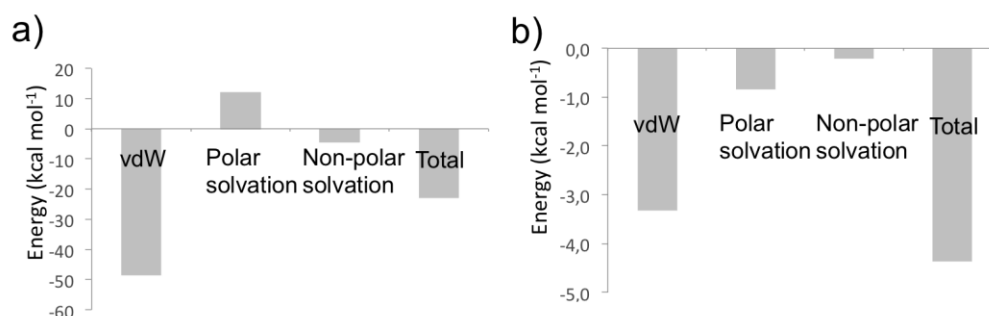 a)
Energy (kcal mol-1)
20
10
0
-10
-20
-30
-40
-50
-60
vdW
Polar
solvation
Non-polar
solvation
Total
b)
Energy (kcal mol-1)
0,0
-1,0
-2,0
-3,0
-4,0
-5,0
vdW
Polar
solvation
Non-polar
solvation
Total